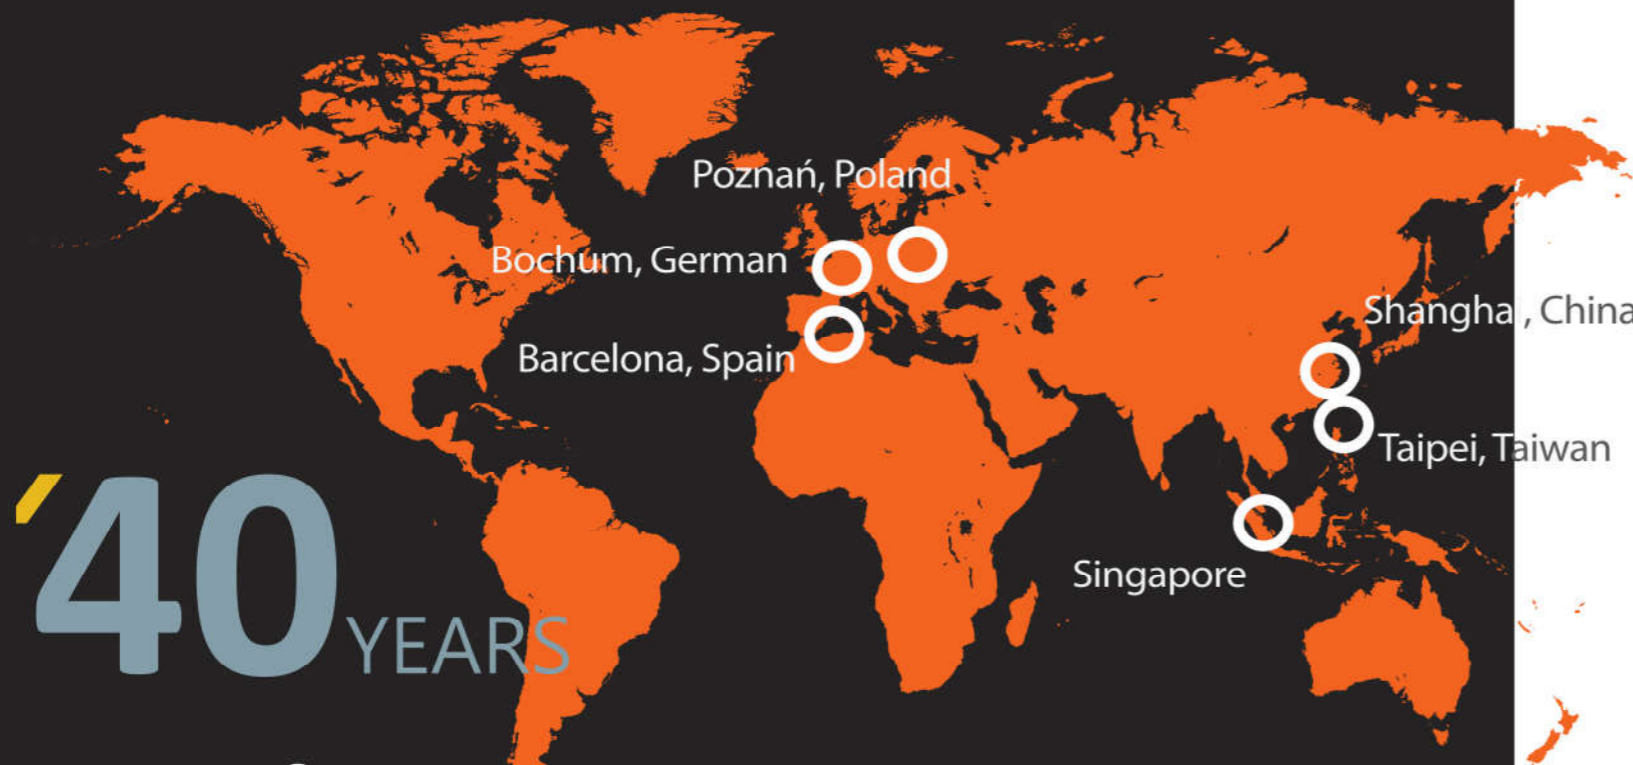 Poznań, Poland
Bochum, German
Shangha , China
Barcelona, Spain
Taipei, Taiwan
'40 YEARS
Singapore